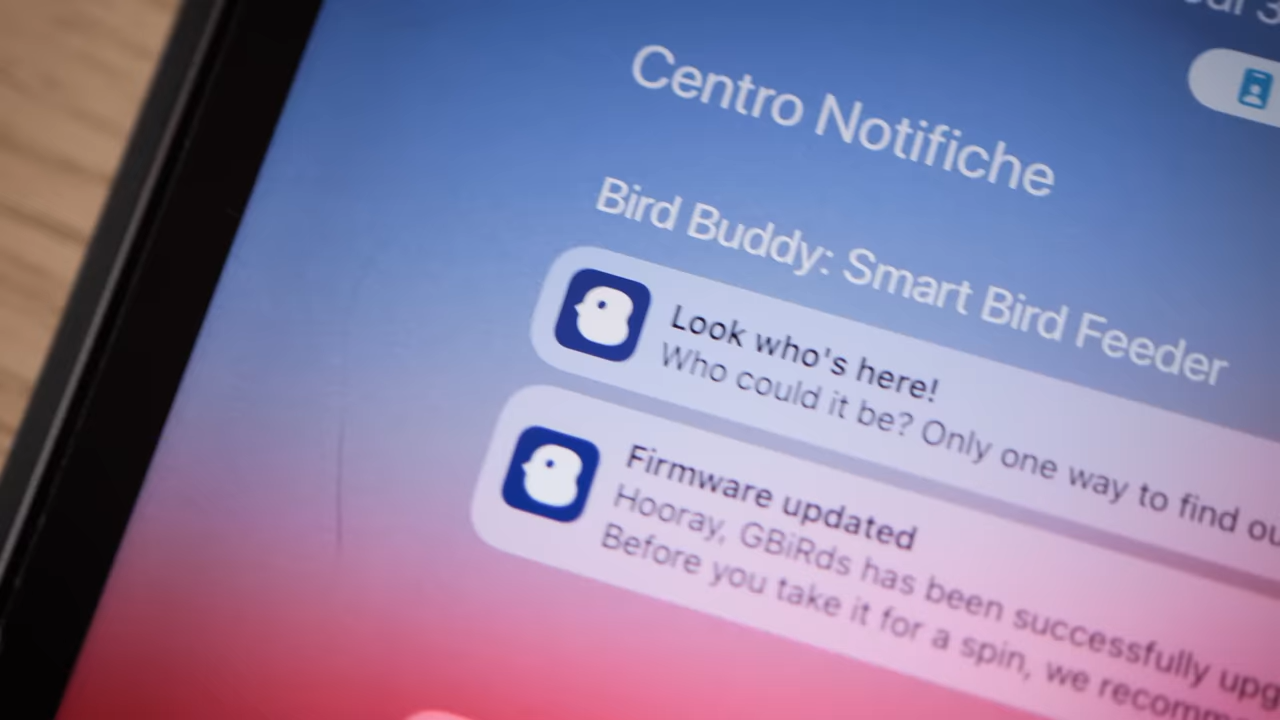 Centro Notifiche
Bird Buddy: Smart Bird Feeder
Look who's here!
Who could it be? Only one way to find
Firmware updated
Hooray, GBiRds has been successfully
Before you take it for a spin, we